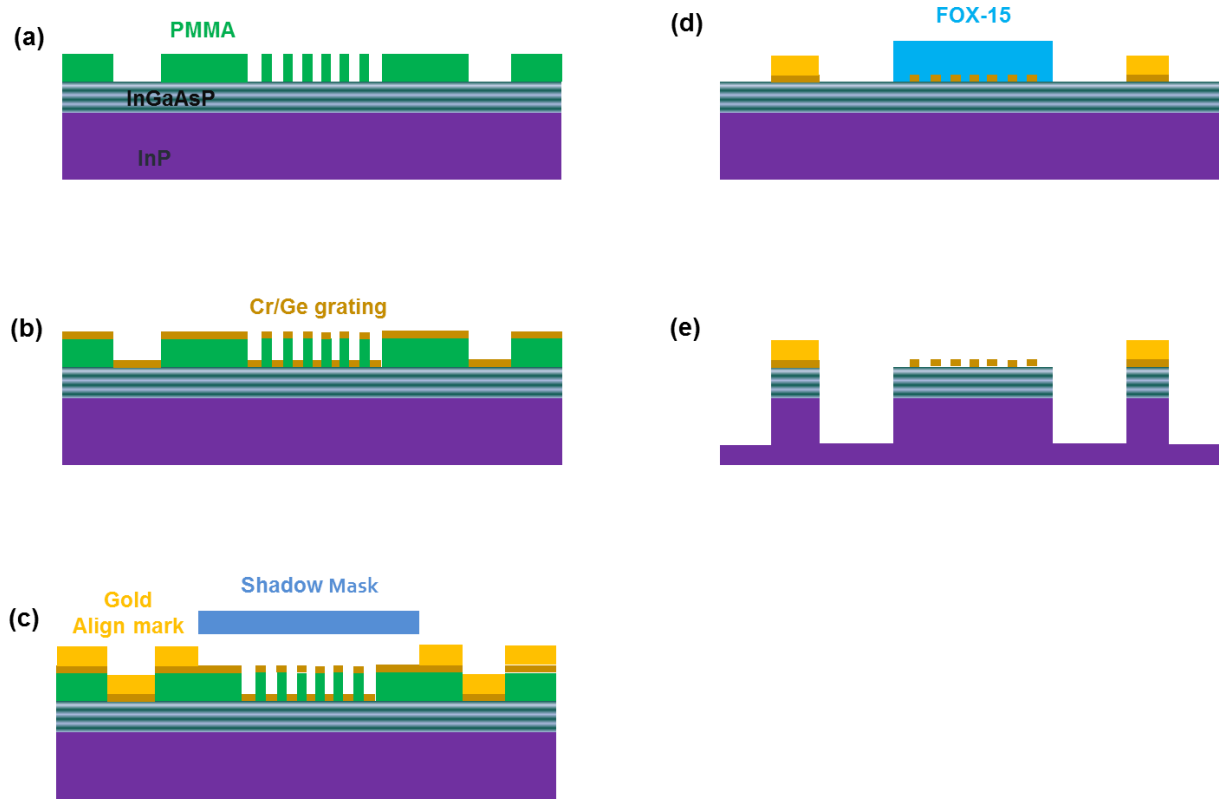 (a)
PMMA
InGaAsP
InP
(b)
Cr/Ge grating
(c)
Gold
Align mark
Shadow Mask
(d)
FOX-15
(e)